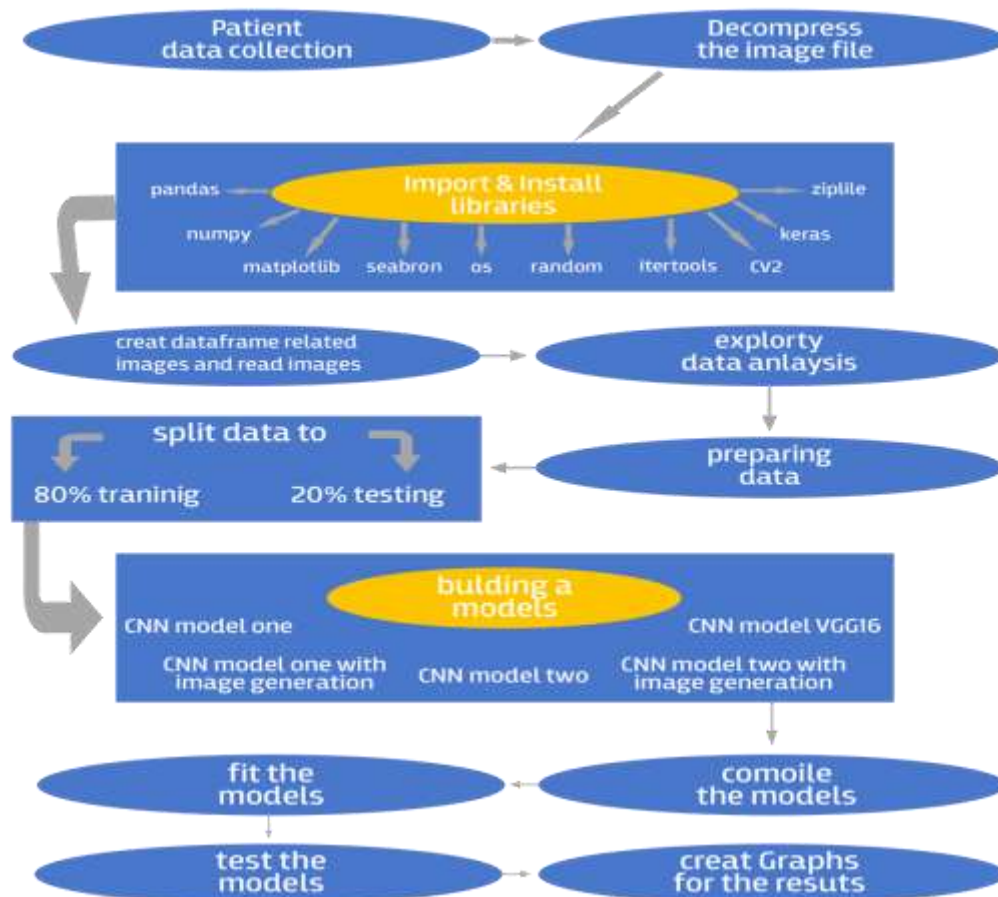 Patient
data collection
Decompress
the image file
Import & Install
libraries
pandas
ziplile
numpy
keras
matplotlib
seabron
os
random
itertools
CV2
creat dataframe related
images and read images
explorty
data anlaysis
split data to
80% traninig
20% testing
preparing
data
bulding a
models
CNN model one
CNN model VGG16
CNN model one with
image generation
CNN model two
CNN model two with
image generation
fit the
models
comoile
the models
test the
models
creat Graphs
for the resuts